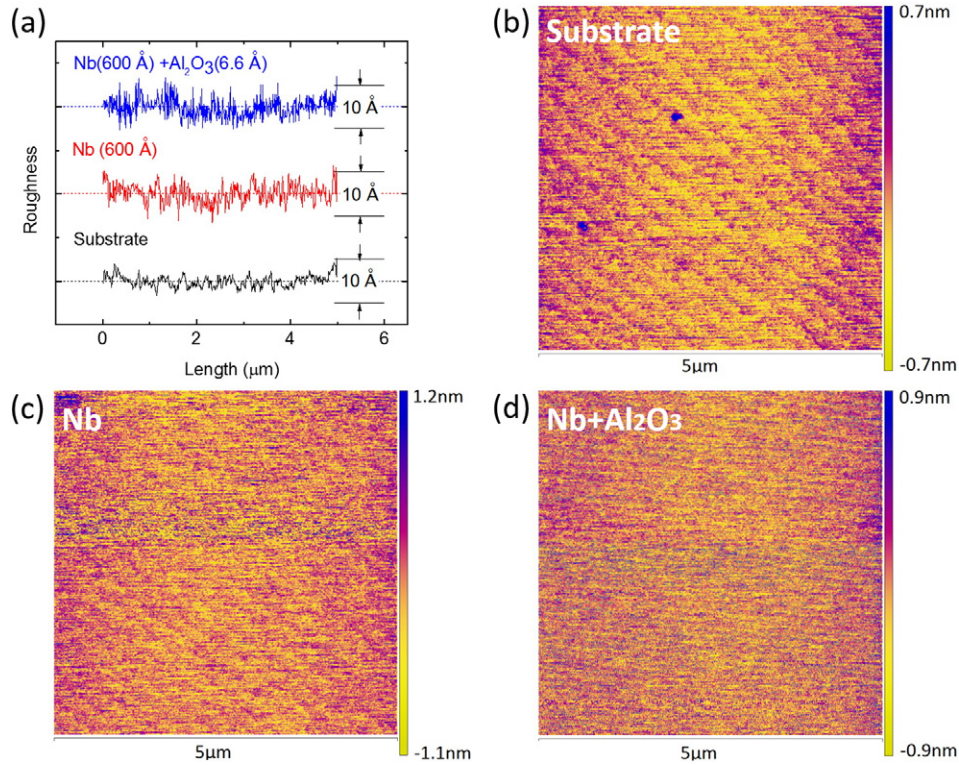 (a)
Nb(600 Å) +Al₂O₃(6.6 Å)
10 Å
Nb (600 Å)
10 Å
Substrate
10 Å
Roughness
0 2 4 6
Length (μm)
(b)
Substrate
0.7nm
-0.7nm
5μm
(c)
Nb
1.2nm
-1.1nm
5μm
(d)
Nb+Al₂O₃
0.9nm
-0.9nm
5μm